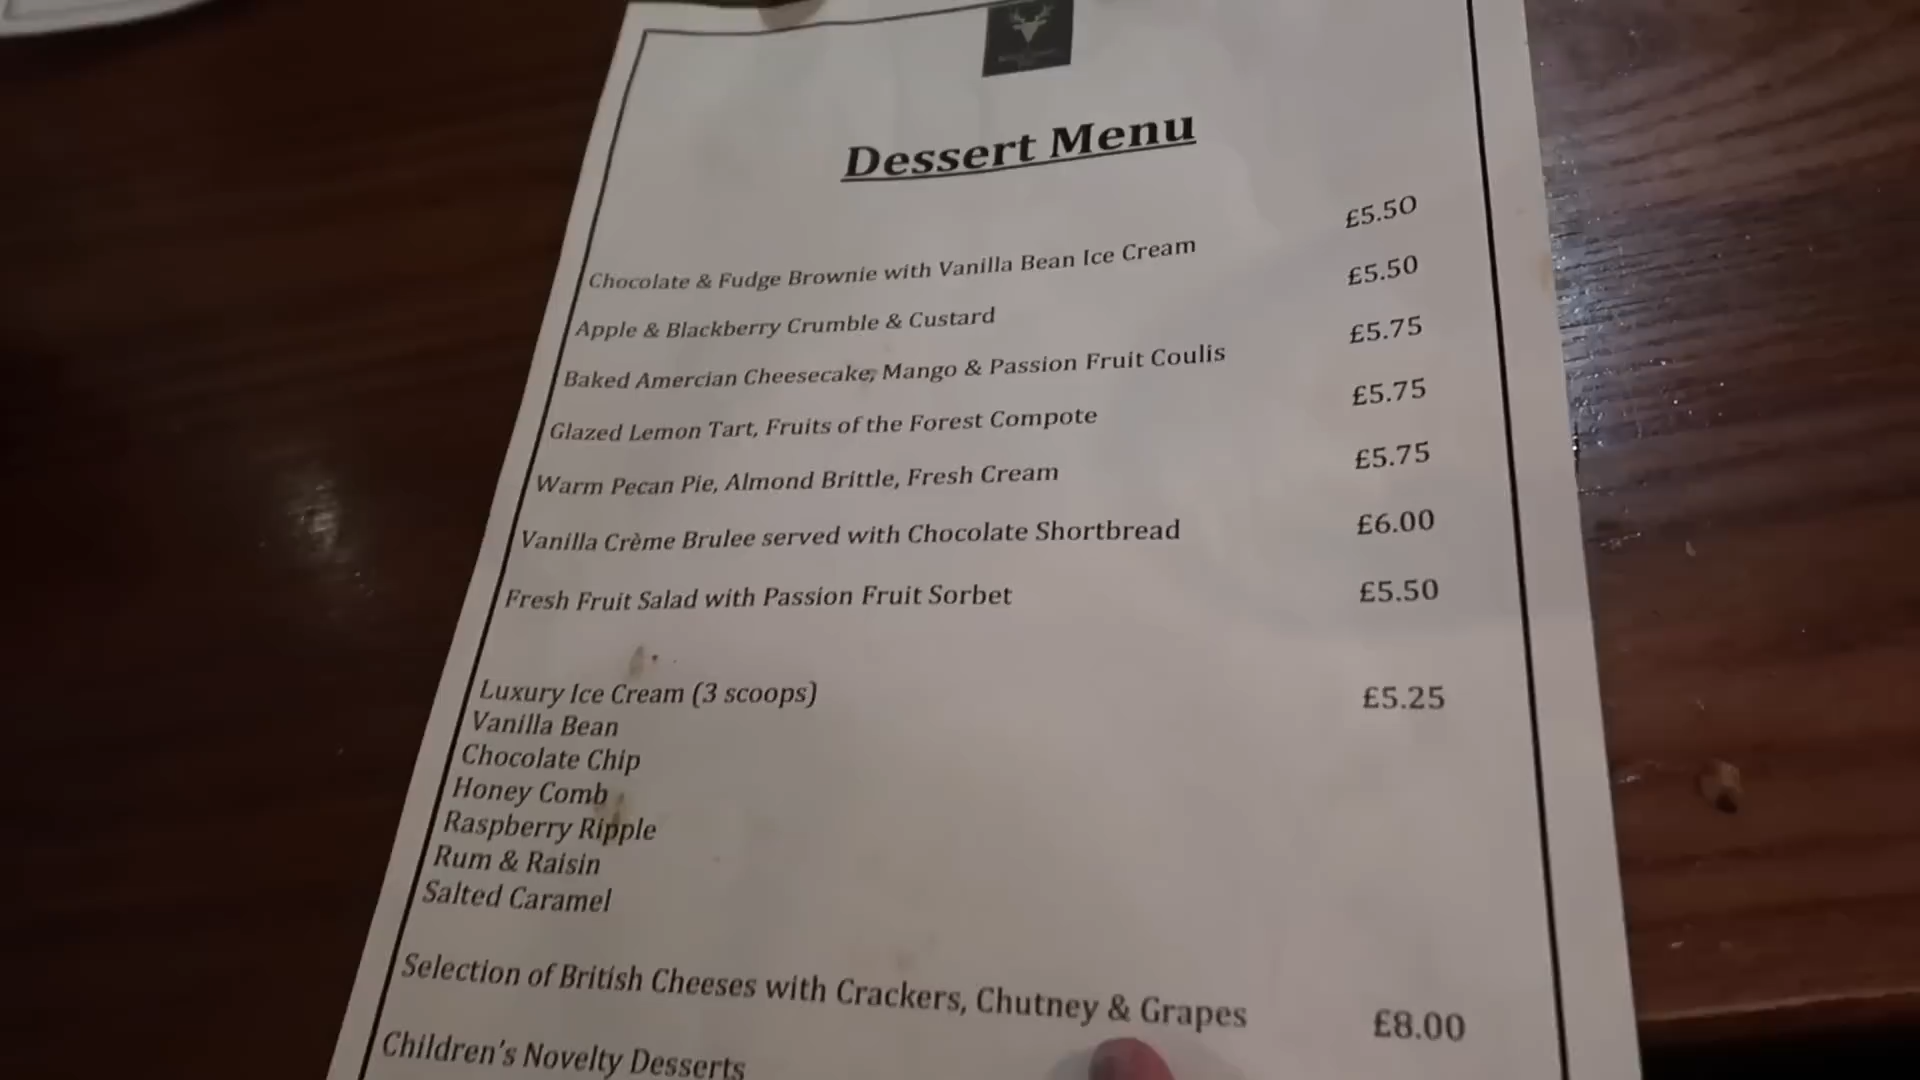 Dessert Menu
Chocolate & Fudge Brownie with Vanilla Bean Ice Cream £5.50
Apple & Blackberry Crumble & Custard £5.50
Baked Amercian Cheesecake, Mango & Passion Fruit Coulis £5.75
Glazed Lemon Tart, Fruits of the Forest Compote £5.75
Warm Pecan Pie, Almond Brittle, Fresh Cream £5.75
Vanilla Crème Brulee served with Chocolate Shortbread £6.00
Fresh Fruit Salad with Passion Fruit Sorbet £5.50
Luxury Ice Cream (3 scoops) £5.25
Vanilla Bean
Chocolate Chip
Honey Comb
Raspberry Ripple
Rum & Raisin
Salted Caramel
Selection of British Cheeses with Crackers, Chutney & Grapes £8.00
Children's Novelty Desserts